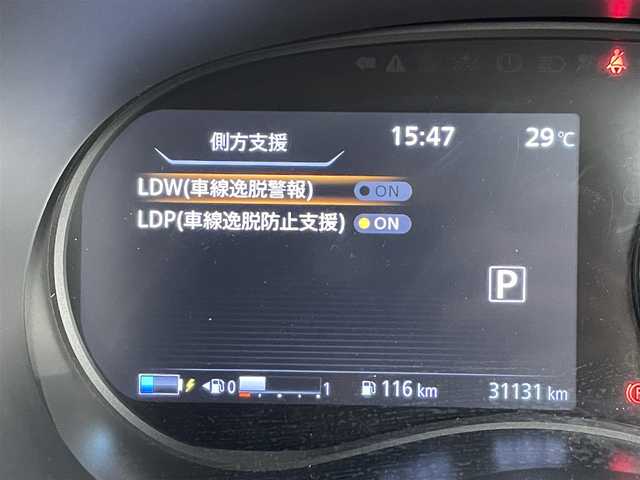 側方支援 15:47 29℃
LDW(車線逸脱警報) ON
LDP(車線逸脱防止支援) ON
P
0 1 116 km 31131 km